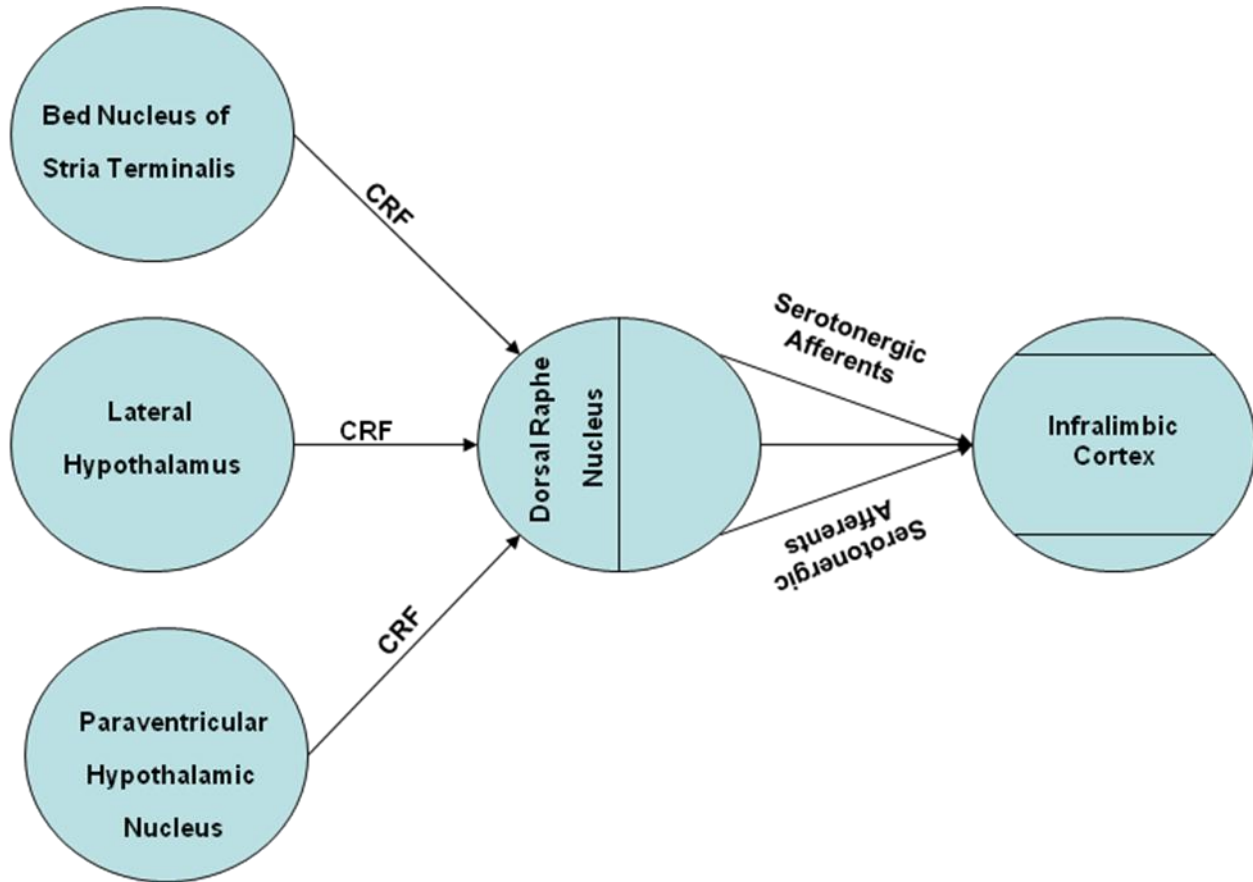 Bed Nucleus of
Stria Terminalis
CRF
Lateral
Hypothalamus
CRF
Paraventricular
Hypothalamic
Nucleus
CRF
Dorsal Raphe
Nucleus
Serotonergic
Afferents
Serotonergic
Afferents
Infralimbic
Cortex